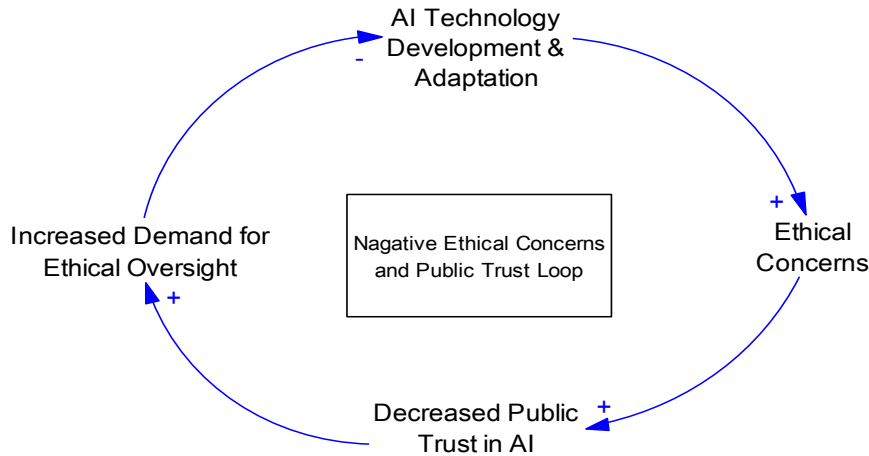 AI Technology
Development &
Adaptation
-
+
Ethical
Concerns
Nagative Ethical Concerns
and Public Trust Loop
Increased Demand for
Ethical Oversight
+
+
Decreased Public
Trust in AI